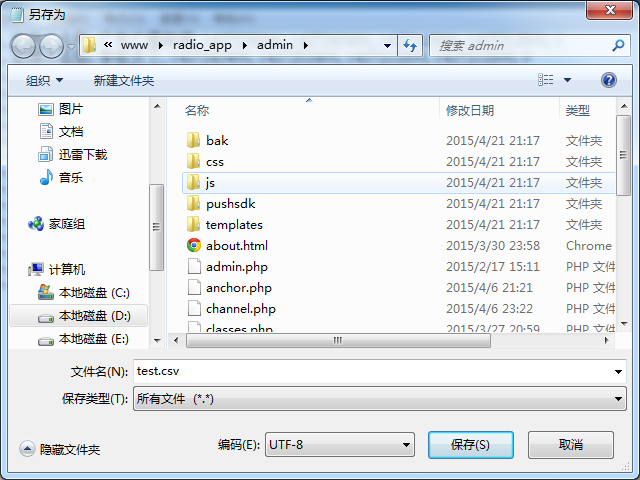 另存为
« www ▸ radio_app ▸ admin ▸
搜索 admin
组织 新建文件夹
名称 修改日期 类型
图片
文档
迅雷下载
音乐
家庭组
计算机
本地磁盘 (C:)
本地磁盘 (D:)
本地磁盘 (E:)
bak 2015/4/21 21:17 文件夹
css 2015/4/21 21:17 文件夹
js 2015/4/21 21:17 文件夹
pushsdk 2015/4/21 21:17 文件夹
templates 2015/4/21 21:17 文件夹
about.html 2015/3/30 23:58 Chrome
admin.php 2015/2/17 15:11 PHP 文件
anchor.php 2015/4/6 21:21 PHP 文件
channel.php 2015/4/6 23:22 PHP 文件
classes.php 2015/3/27 20:59 PHP 文件
文件名(N): test.csv
保存类型(T): 所有文件 (*.*)
隐藏文件夹 编码(E): UTF-8 保存(S) 取消